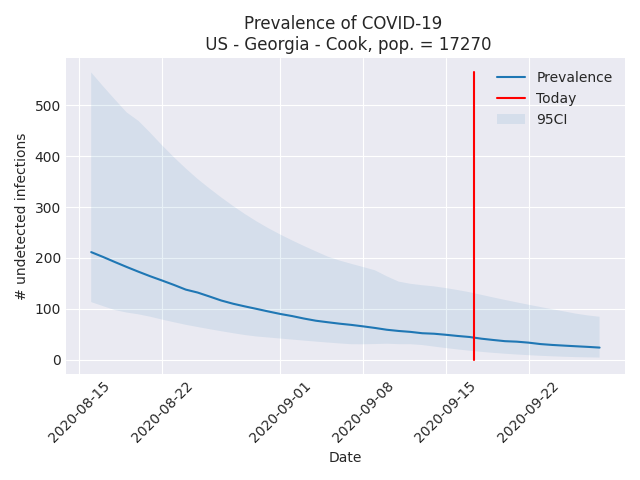 Prevalence of COVID-19
US - Georgia - Cook, pop. = 17270
Prevalence
Today
95CI
# undetected infections
500
400
300
200
100
0
2020-08-15
2020-08-22
2020-09-01
2020-09-08
2020-09-15
2020-09-22
Date